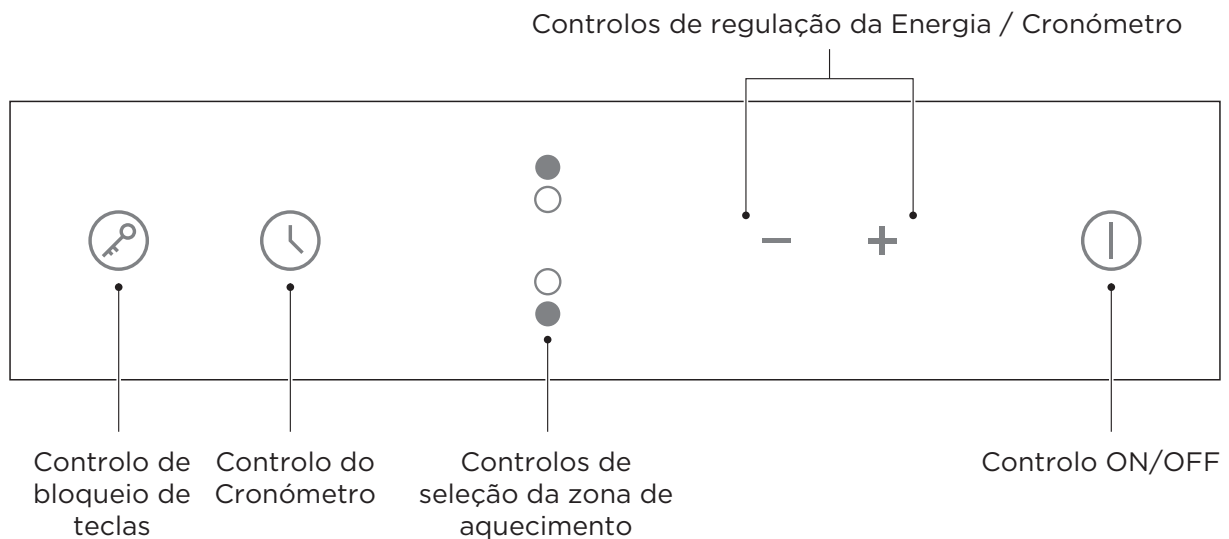 Controlos de regulação da Energia / Cronómetro
Controlo de
bloqueio de
teclas
Controlo do
Cronómetro
Controlos de
seleção da zona de
aquecimento
Controlo ON/OFF